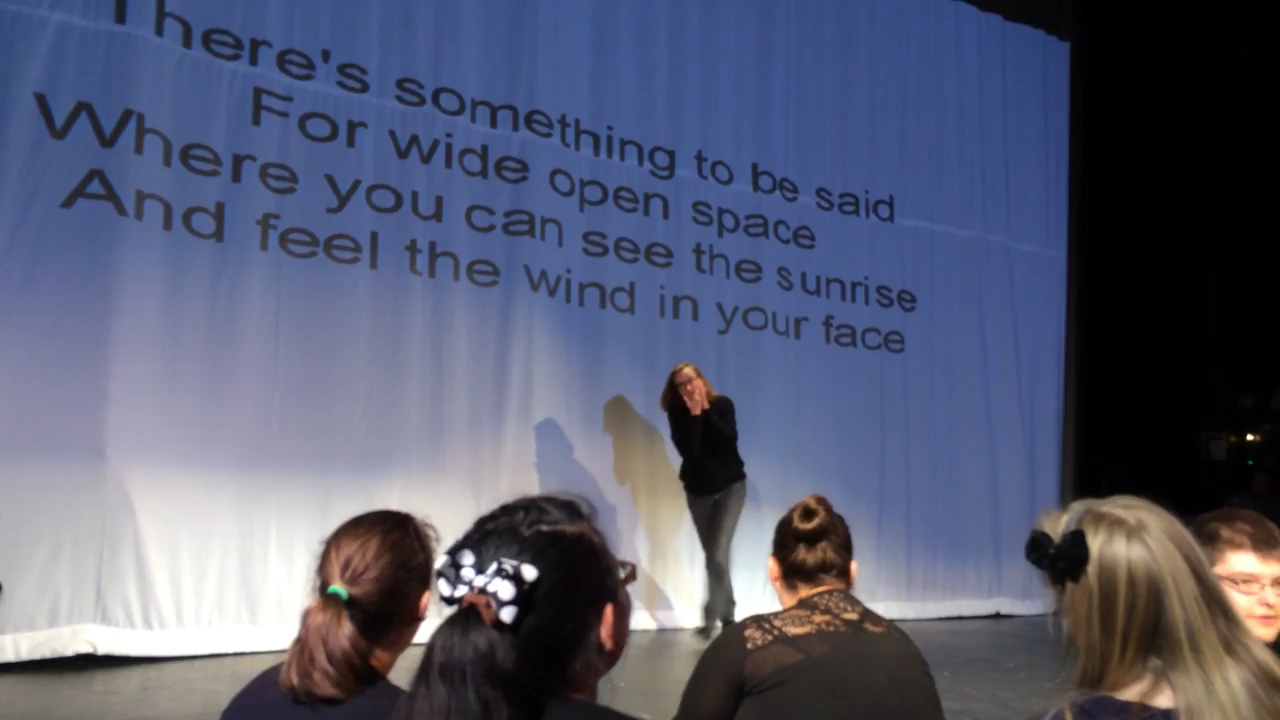 There's something to be said
For wide open space
Where you can see the sunrise
And feel the wind in your face